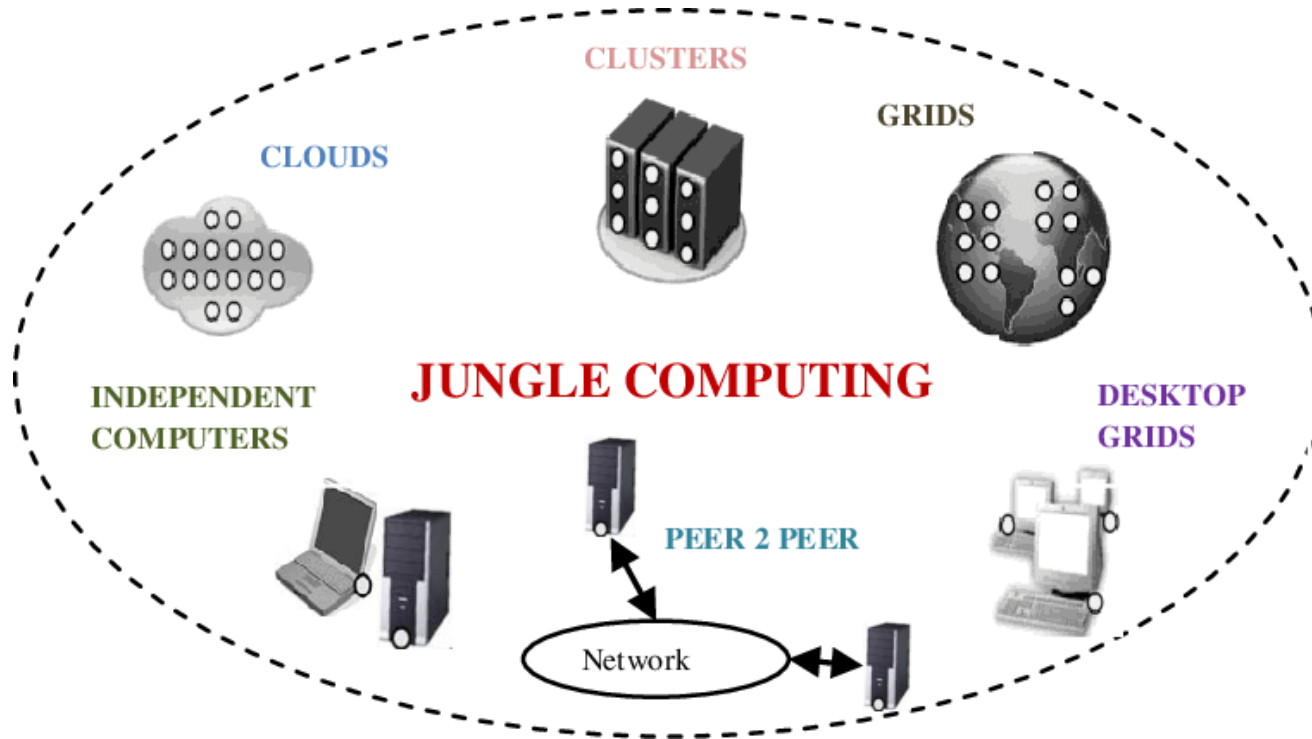 CLUSTERS
GRIDS
CLOUDS
JUNGLE COMPUTING
INDEPENDENT
COMPUTERS
DESKTOP
GRIDS
PEER 2 PEER
Network